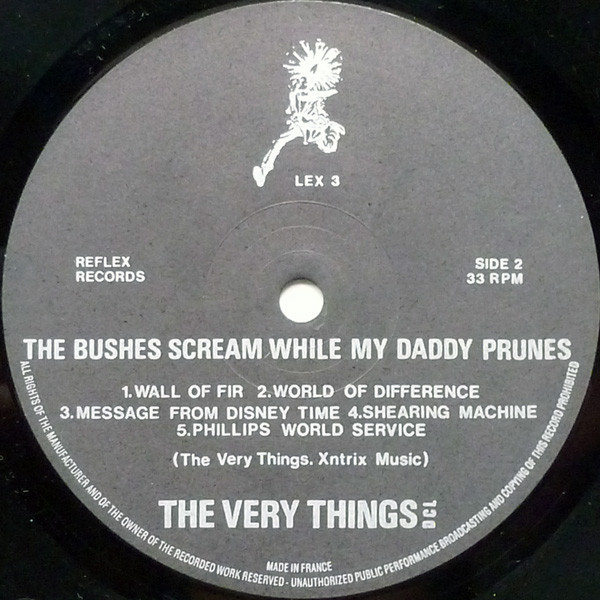 LEX 3
REFLEX
RECORDS
SIDE 2
33 RPM
THE BUSHES SCREAM WHILE MY DADDY PRUNES
1.WALL OF FIR 2.WORLD OF DIFFERENCE
3.MESSAGE FROM DISNEY TIME 4.SHEARING MACHINE
5.PHILLIPS WORLD SERVICE
(The Very Things. Xntrix Music)
THE VERY THINGS DCL
MADE IN FRANCE
ALL RIGHTS OF THE MANUFACTURER AND OF THE OWNER OF THE RECORDED WORK RESERVED - UNAUTHORIZED PUBLIC PERFORMANCE BROADCASTING AND COPYING OF THIS RECORD PROHIBITED